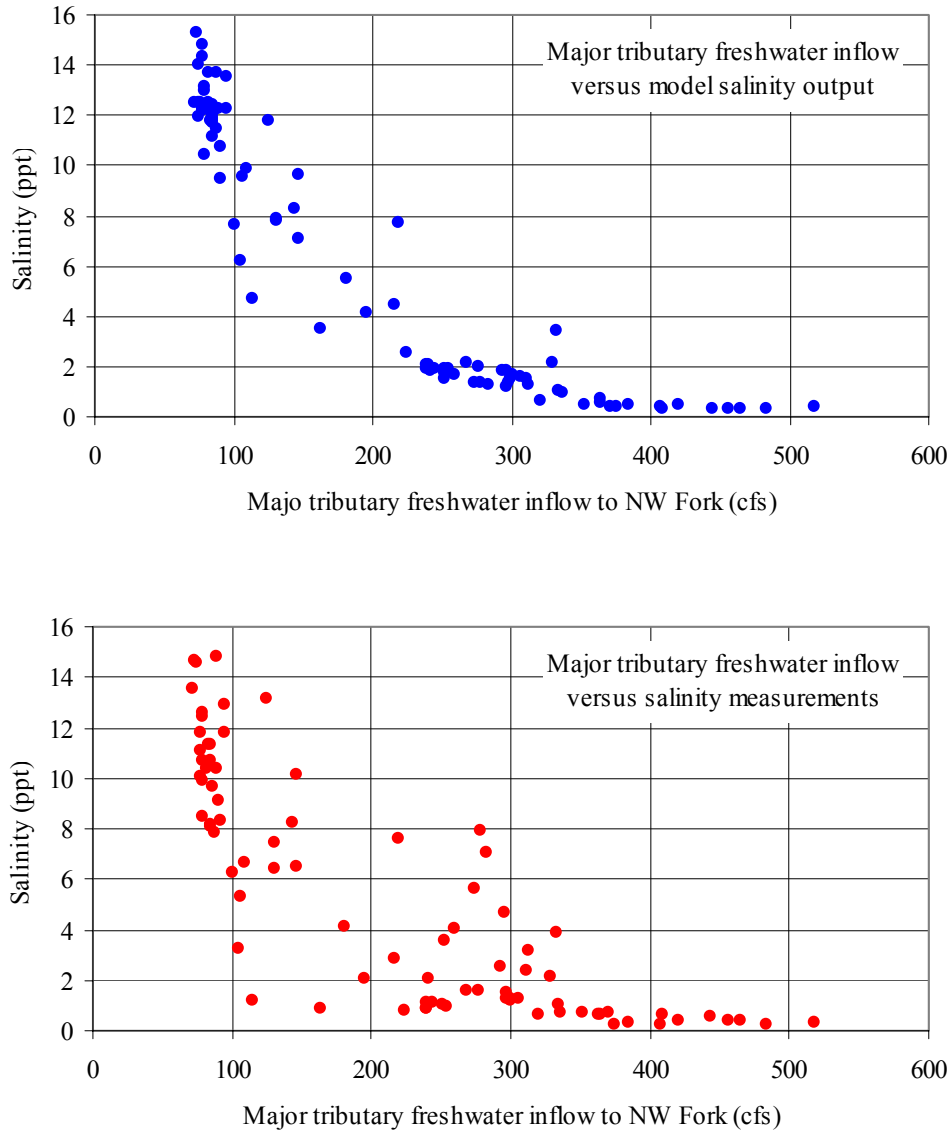 16
14
12
10
8
6
4
2
0
Salinity (ppt)
Major tributary freshwater inflow
versus model salinity output
0 100 200 300 400 500 600
Majo tributary freshwater inflow to NW Fork (cfs)
16
14
12
10
8
6
4
2
0
Salinity (ppt)
Major tributary freshwater inflow
versus salinity measurements
0 100 200 300 400 500 600
Major tributary freshwater inflow to NW Fork (cfs)